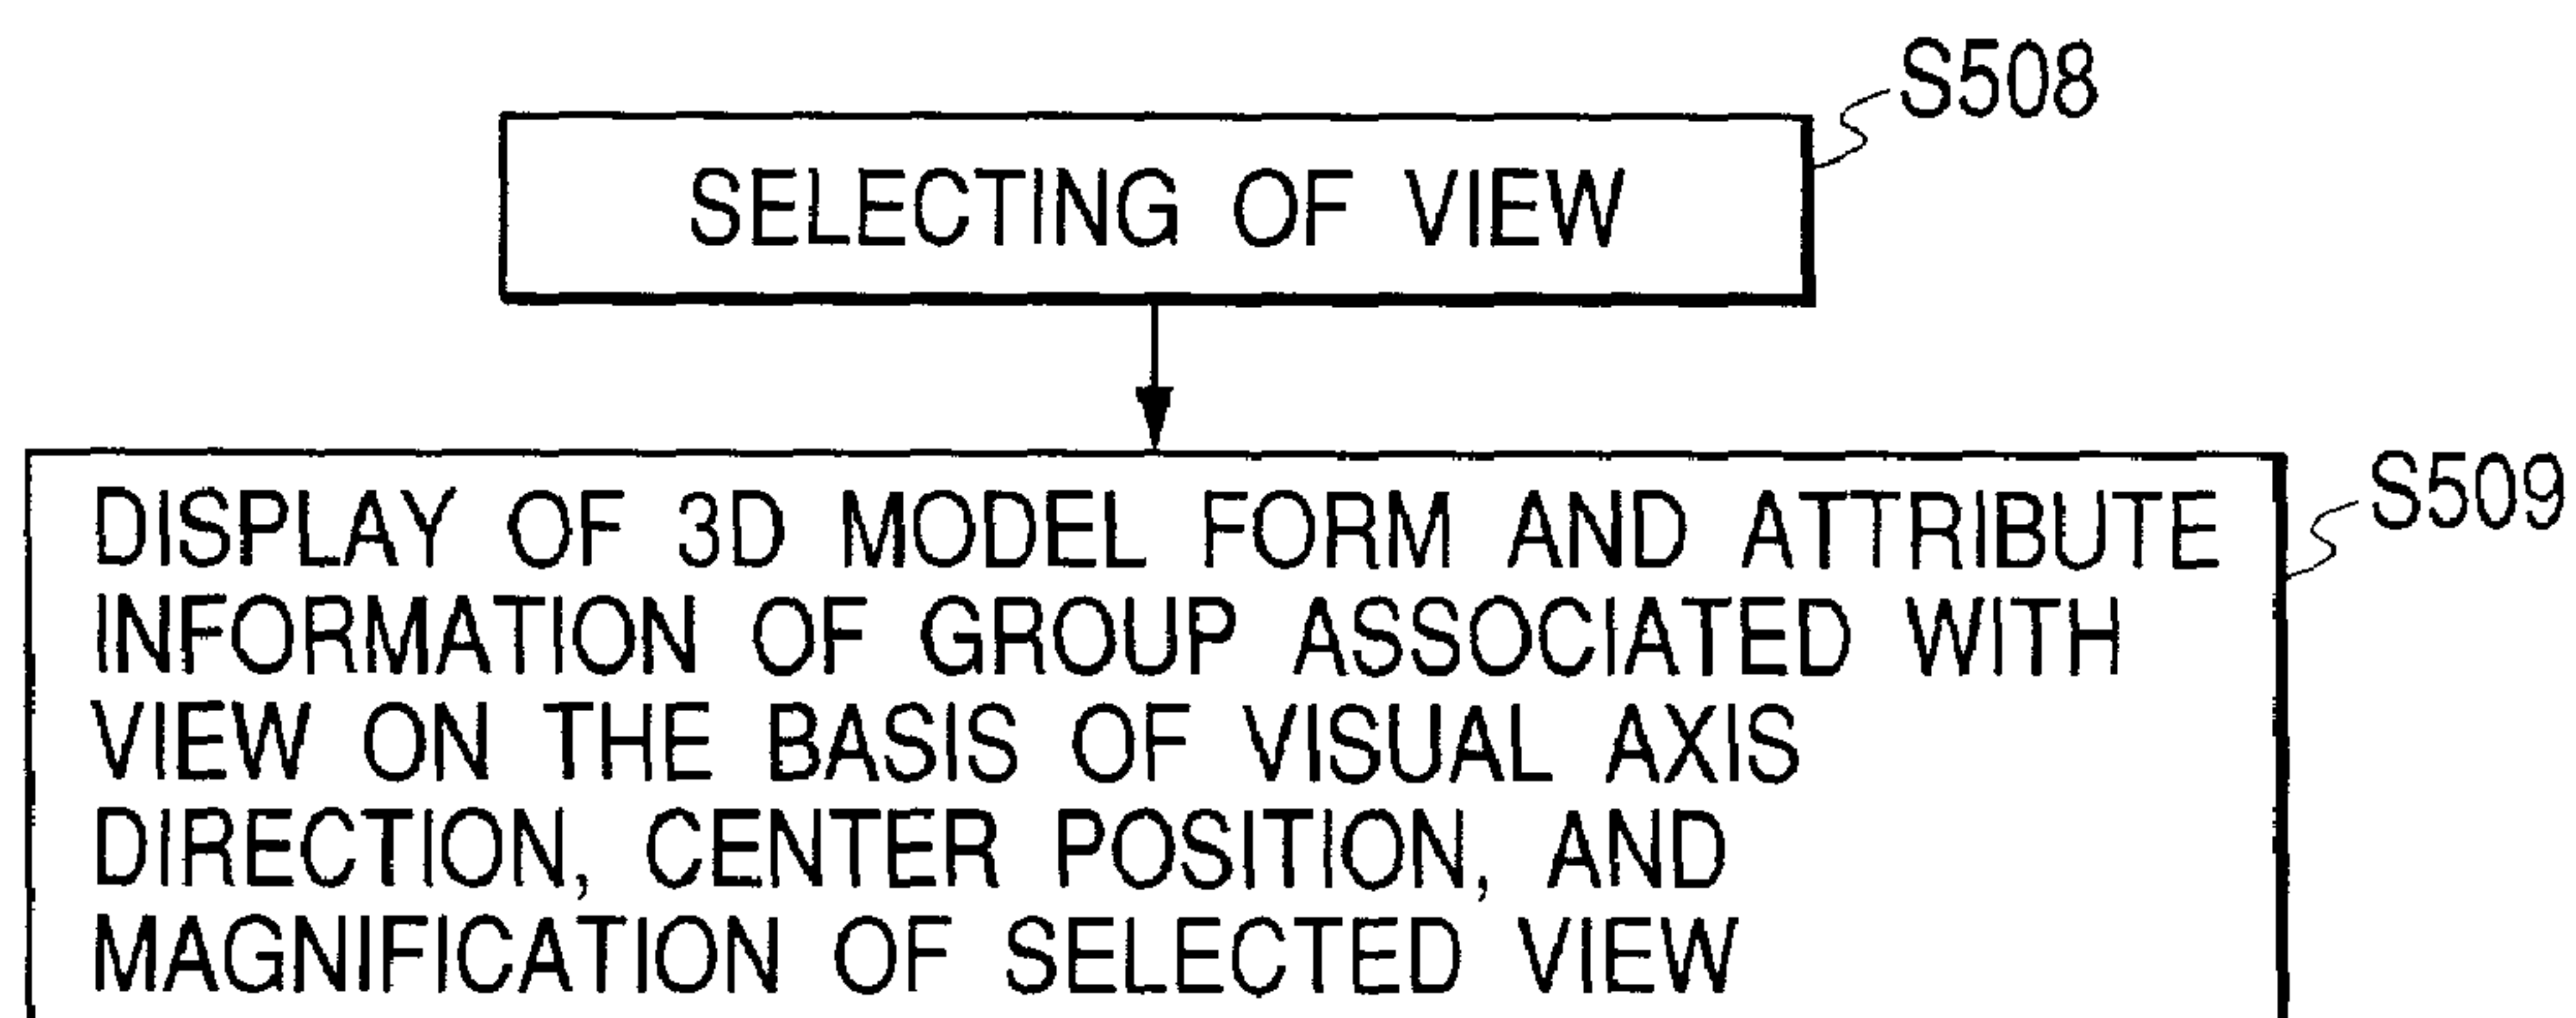 S508
SELECTING OF VIEW
S509
DISPLAY OF 3D MODEL FORM AND ATTRIBUTE
INFORMATION OF GROUP ASSOCIATED WITH
VIEW ON THE BASIS OF VISUAL AXIS
DIRECTION, CENTER POSITION, AND
MAGNIFICATION OF SELECTED VIEW